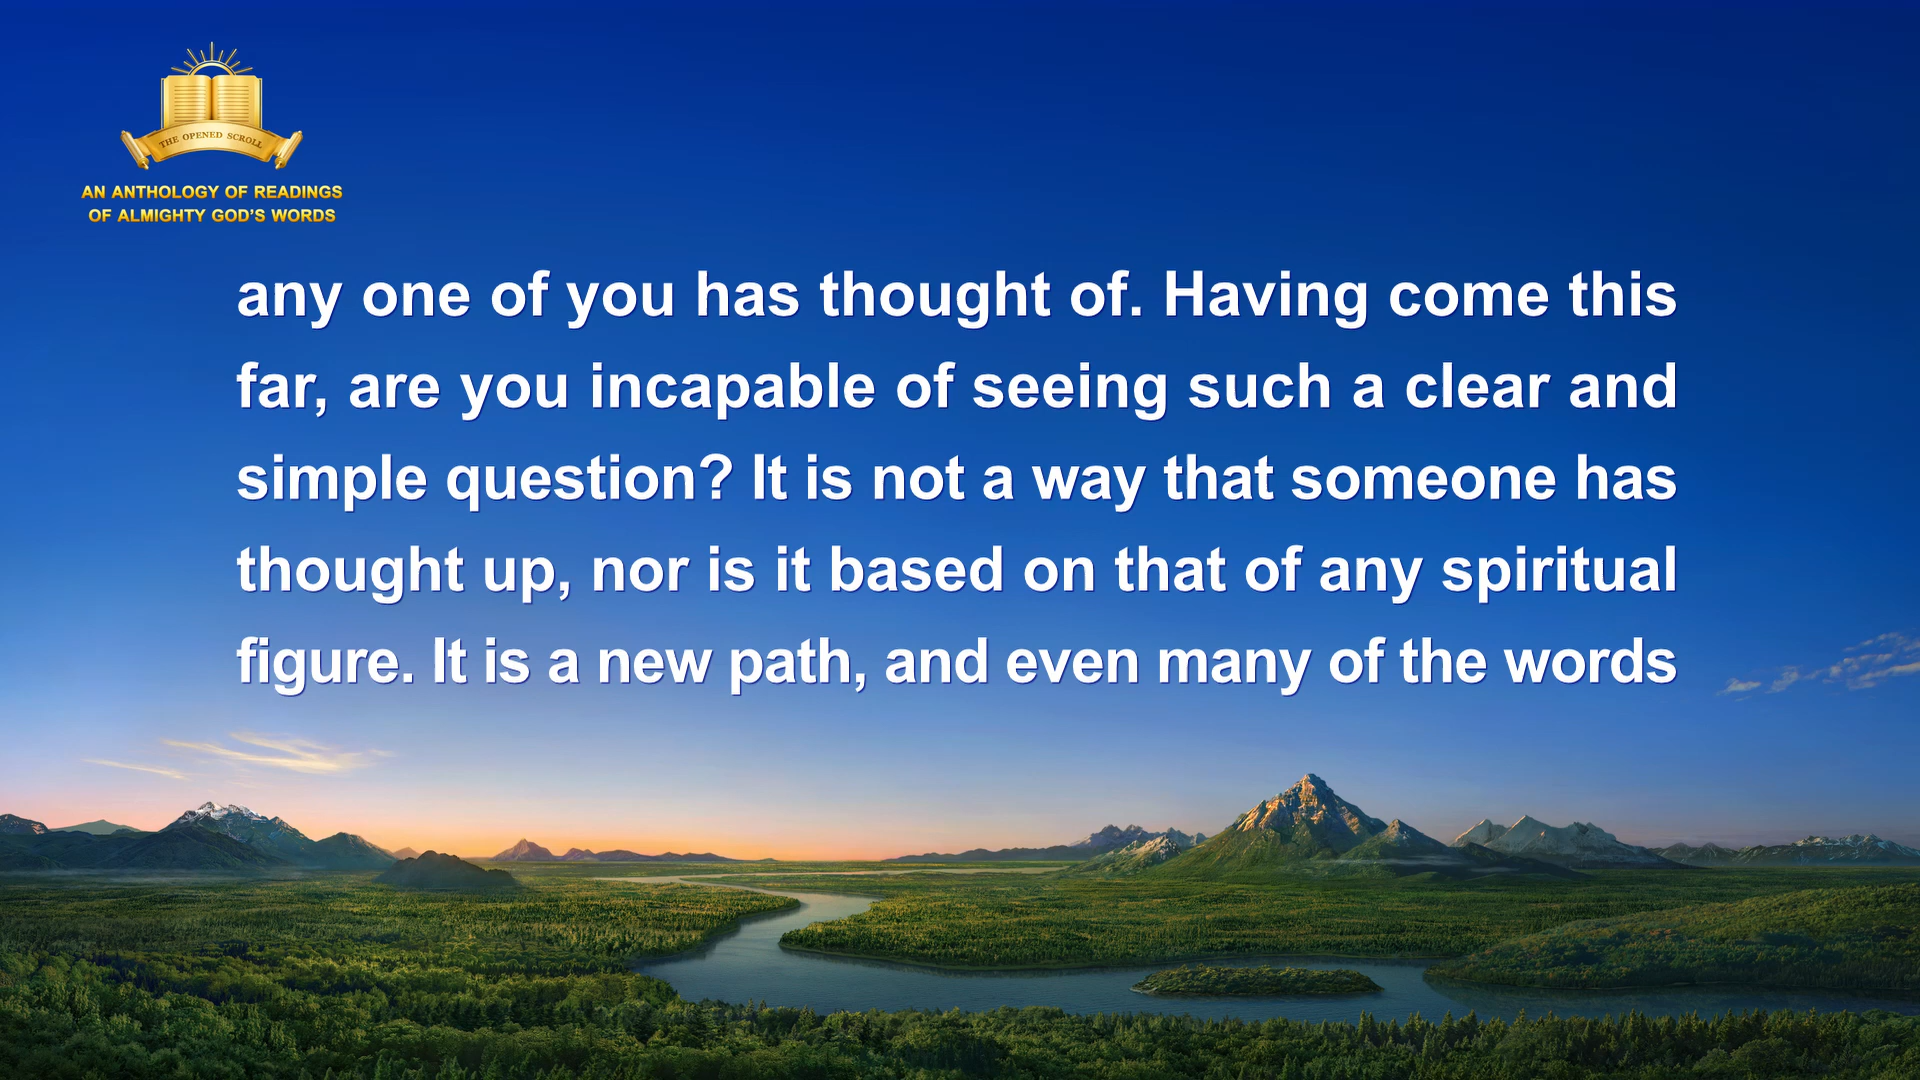 THE OPENED SCROLL
AN ANTHOLOGY OF READINGS
OF ALMIGHTY GOD'S WORDS
any one of you has thought of. Having come this
far, are you incapable of seeing such a clear and
simple question? It is not a way that someone has
thought up, nor is it based on that of any spiritual
figure. It is a new path, and even many of the words